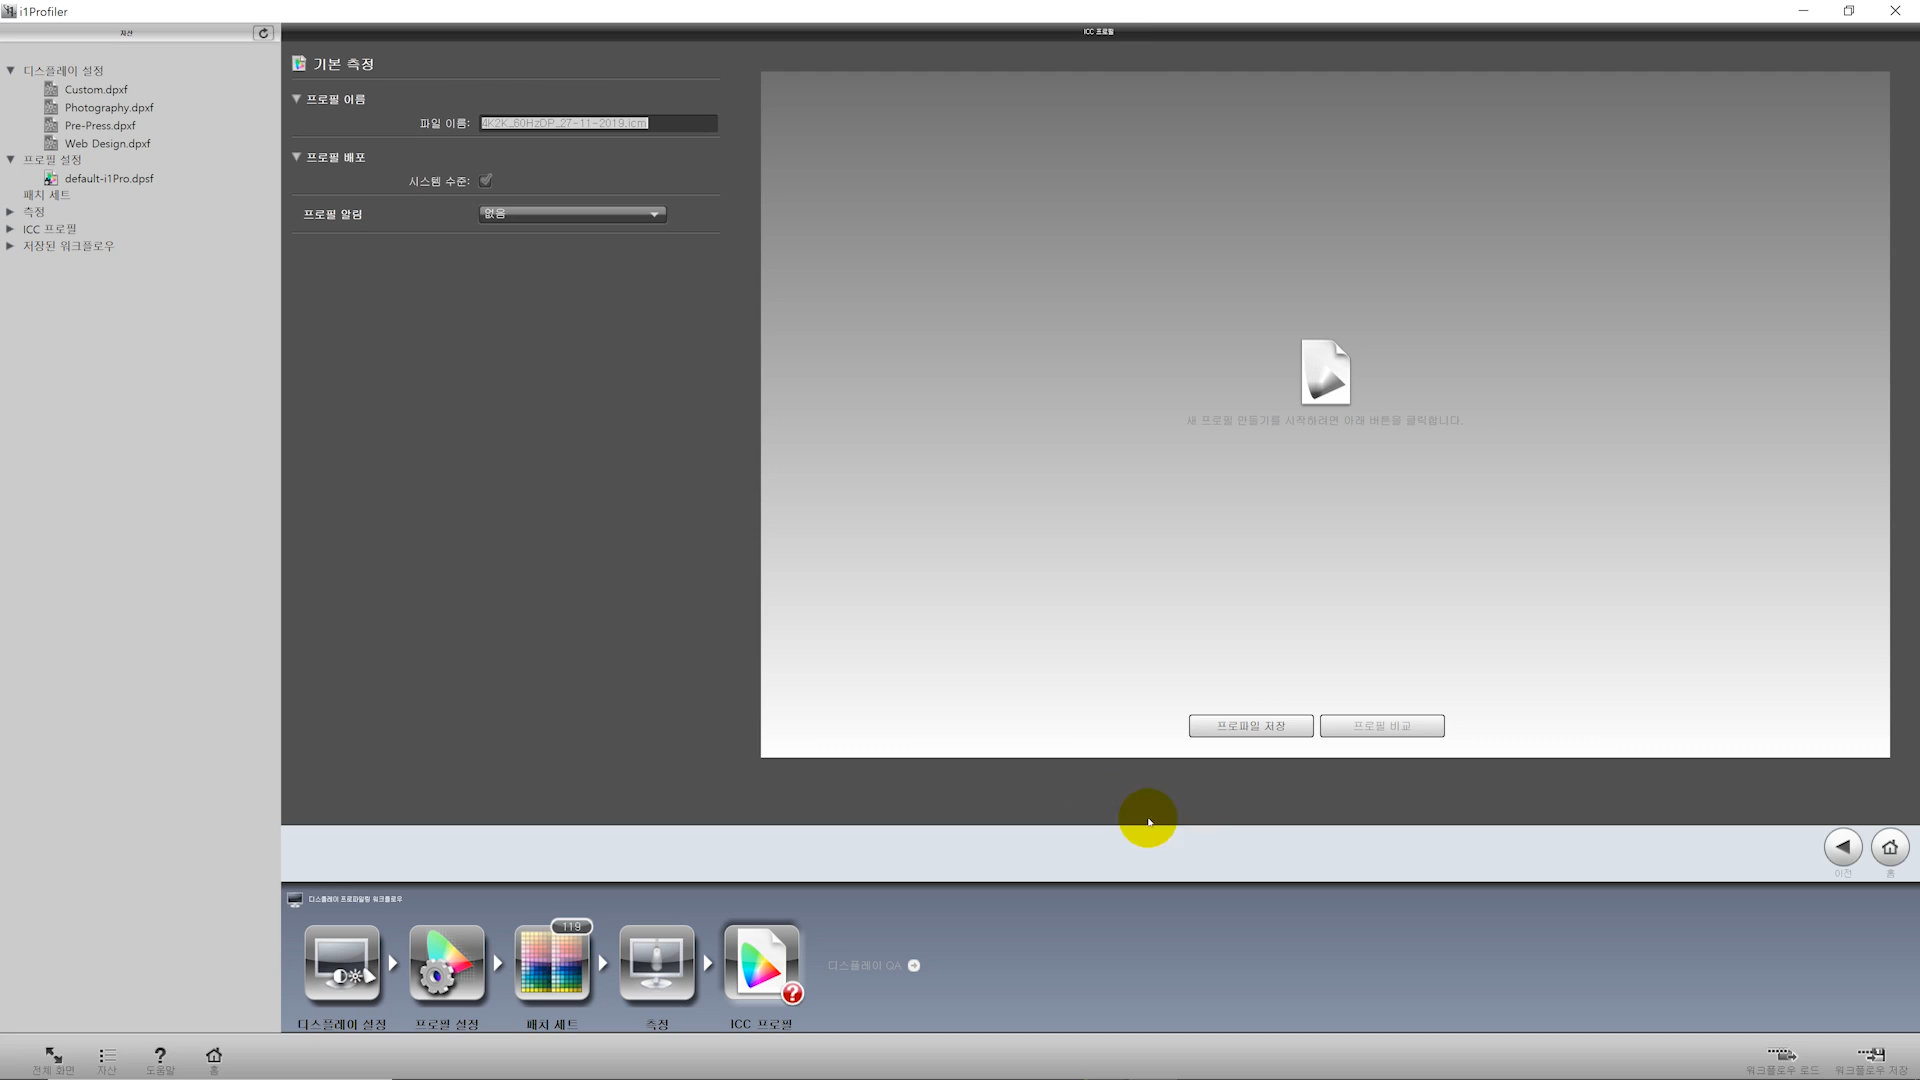 i1Profiler
자산
ICC 프로필
디스플레이 설정
Custom.dpxf
Photography.dpxf
Pre-Press.dpxf
Web Design.dpxf
프로필 설정
default-i1Pro.dpsf
패치 세트
측정
ICC 프로필
저장된 워크플로우
기본 측정
프로필 이름
파일 이름: 4K2K_60HzDP_27-11-2019.icm
프로필 배포
시스템 수준:
프로필 알림 없음
새 프로필 만들기를 시작하려면 아래 버튼을 클릭합니다.
프로파일 저장 프로필 비교
이전 홈
디스플레이 프로파일링 워크플로우
119
디스플레이 QA
디스플레이 설정 프로필 설정 패치 세트 측정 ICC 프로필
전체 화면 자산 도움말 홈 워크플로우 로드 워크플로우 저장